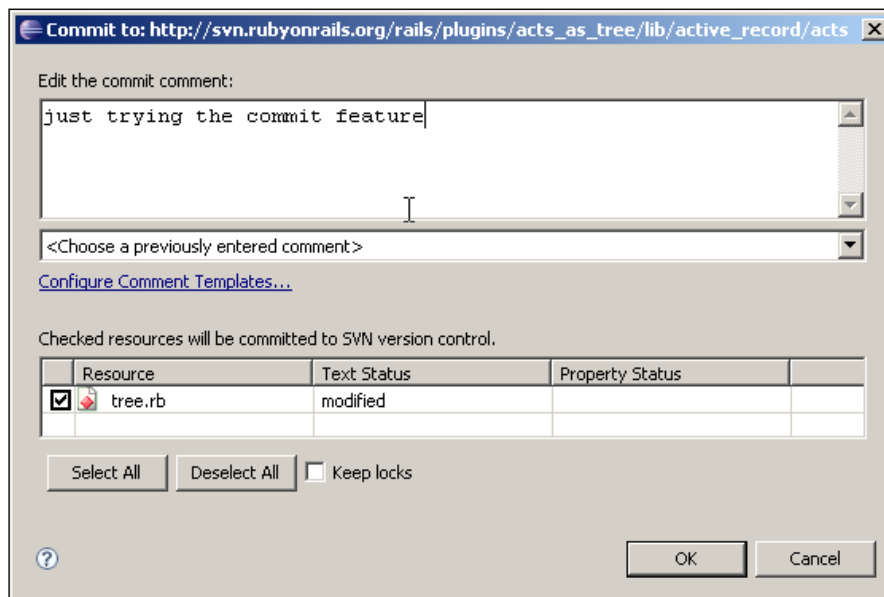 Commit to: http://svn.rubyonrails.org/rails/plugins/acts_as_tree/lib/active_record/acts
Edit the commit comment:
just trying the commit feature
<Choose a previously entered comment>
Configure Comment Templates...
Checked resources will be committed to SVN version control.
Resource Text Status Property Status
tree.rb modified
Select All Deselect All Keep locks
? OK Cancel